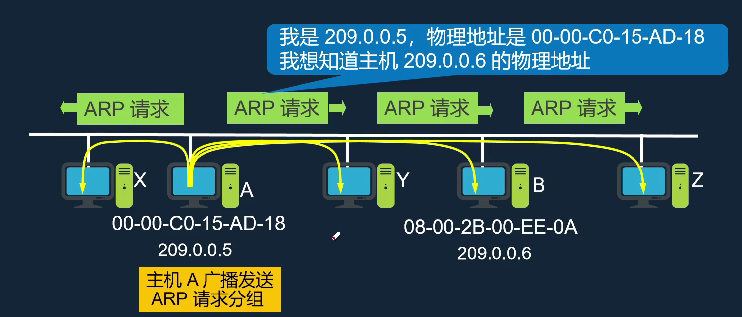 我是 209.0.0.5，物理地址是 00-00-C0-15-AD-18
我想知道主机 209.0.0.6 的物理地址
ARP 请求
ARP 请求
ARP 请求
ARP 请求
X
A
Y
B
Z
00-00-C0-15-AD-18
08-00-2B-00-EE-0A
209.0.0.5
209.0.0.6
主机 A 广播发送
ARP 请求分组